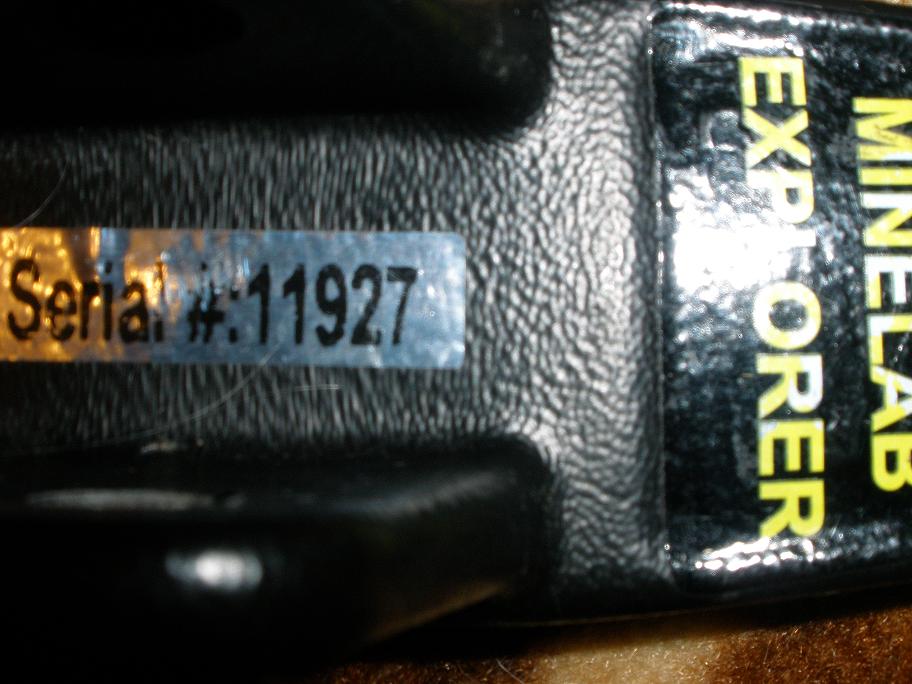 Serial #:11927
MINELAB
EXPLORER